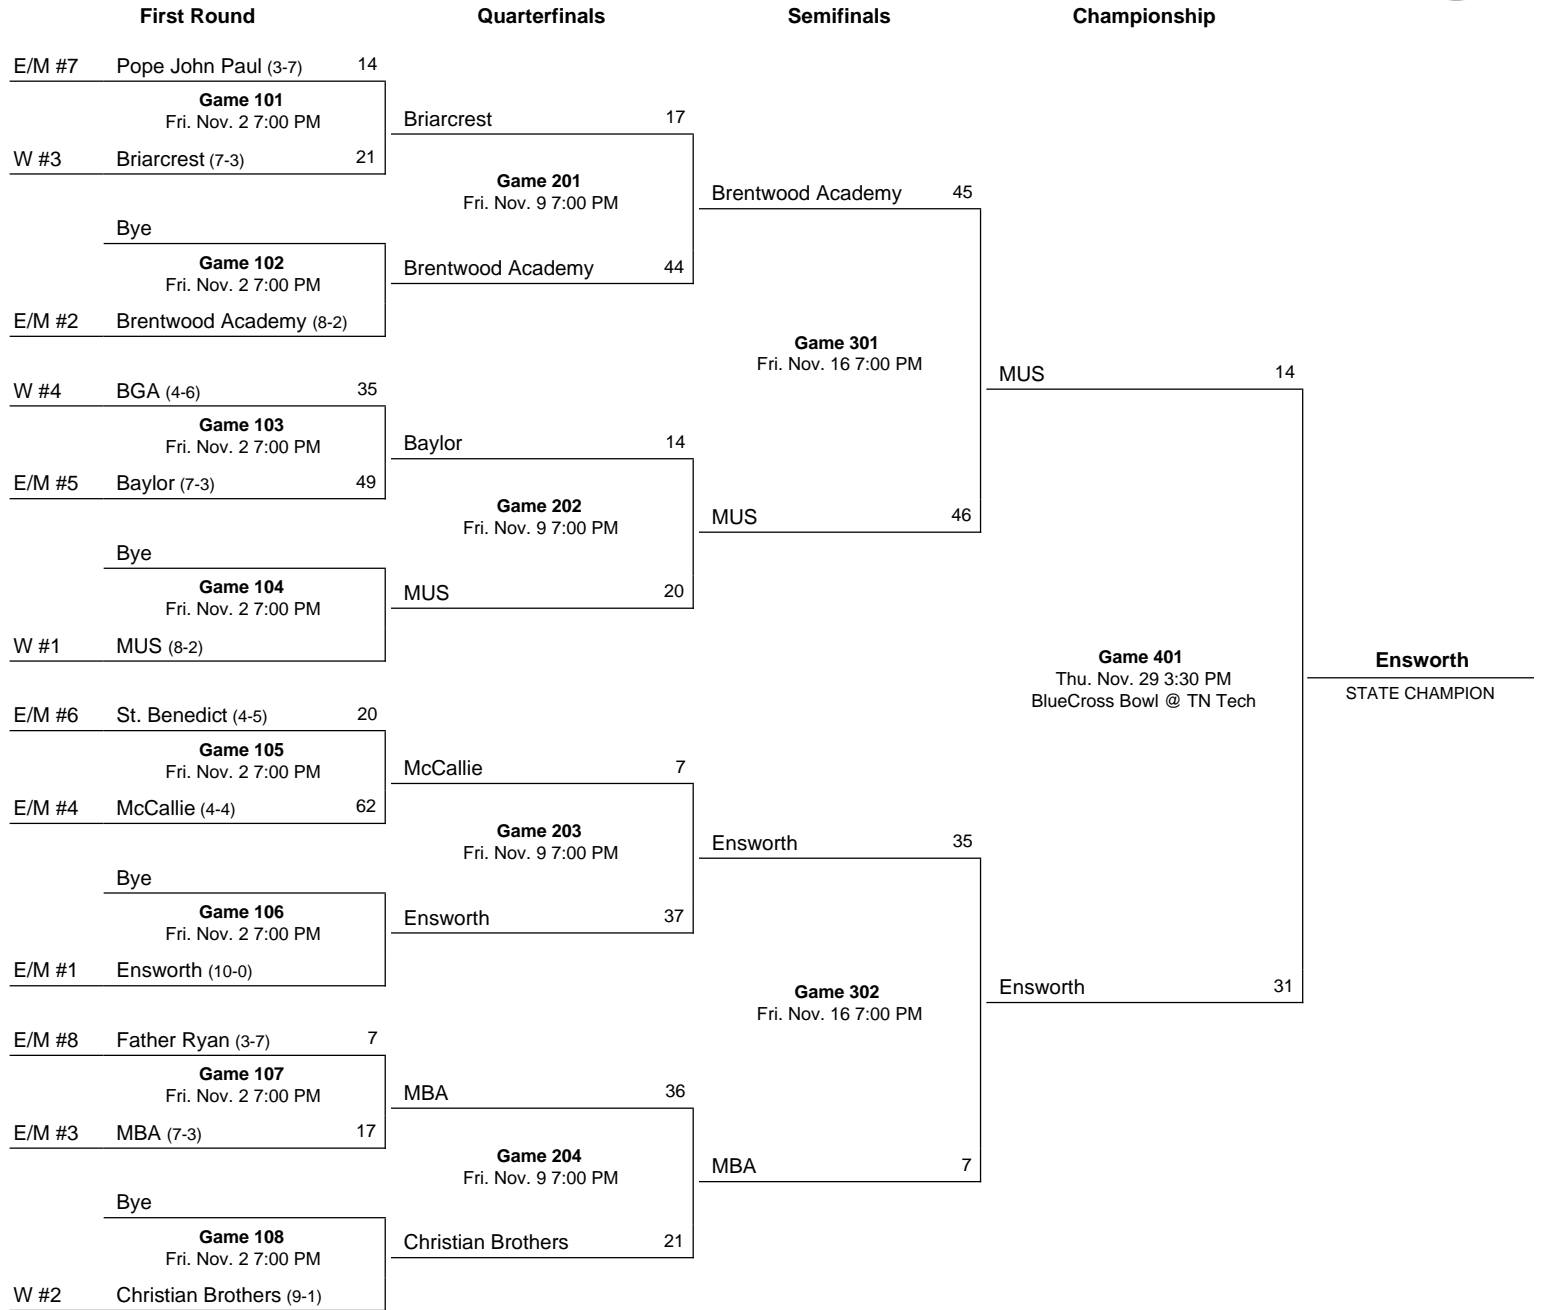 First Round Quarterfinals Semifinals Championship
E/M #7 Pope John Paul (3-7) 14
Game 101
Fri. Nov. 2 7:00 PM
W #3 Briarcrest (7-3) 21
Briarcrest 17
Game 201
Fri. Nov. 9 7:00 PM
Brentwood Academy 44
Bye
Game 102
Fri. Nov. 2 7:00 PM
E/M #2 Brentwood Academy (8-2)
Brentwood Academy 45
Game 301
Fri. Nov. 16 7:00 PM
MUS 46
W #4 BGA (4-6) 35
Game 103
Fri. Nov. 2 7:00 PM
E/M #5 Baylor (7-3) 49
Baylor 14
Game 202
Fri. Nov. 9 7:00 PM
MUS 20
Bye
Game 104
Fri. Nov. 2 7:00 PM
W #1 MUS (8-2)
MUS 14
Game 401
Thu. Nov. 29 3:30 PM
BlueCross Bowl @ TN Tech
Ensworth 31
Ensworth
STATE CHAMPION
E/M #6 St. Benedict (4-5) 20
Game 105
Fri. Nov. 2 7:00 PM
E/M #4 McCallie (4-4) 62
McCallie 7
Game 203
Fri. Nov. 9 7:00 PM
Ensworth 37
Bye
Game 106
Fri. Nov. 2 7:00 PM
E/M #1 Ensworth (10-0)
Ensworth 35
Game 302
Fri. Nov. 16 7:00 PM
MBA 7
E/M #8 Father Ryan (3-7) 7
Game 107
Fri. Nov. 2 7:00 PM
E/M #3 MBA (7-3) 17
MBA 36
Game 204
Fri. Nov. 9 7:00 PM
Christian Brothers 21
Bye
Game 108
Fri. Nov. 2 7:00 PM
W #2 Christian Brothers (9-1)